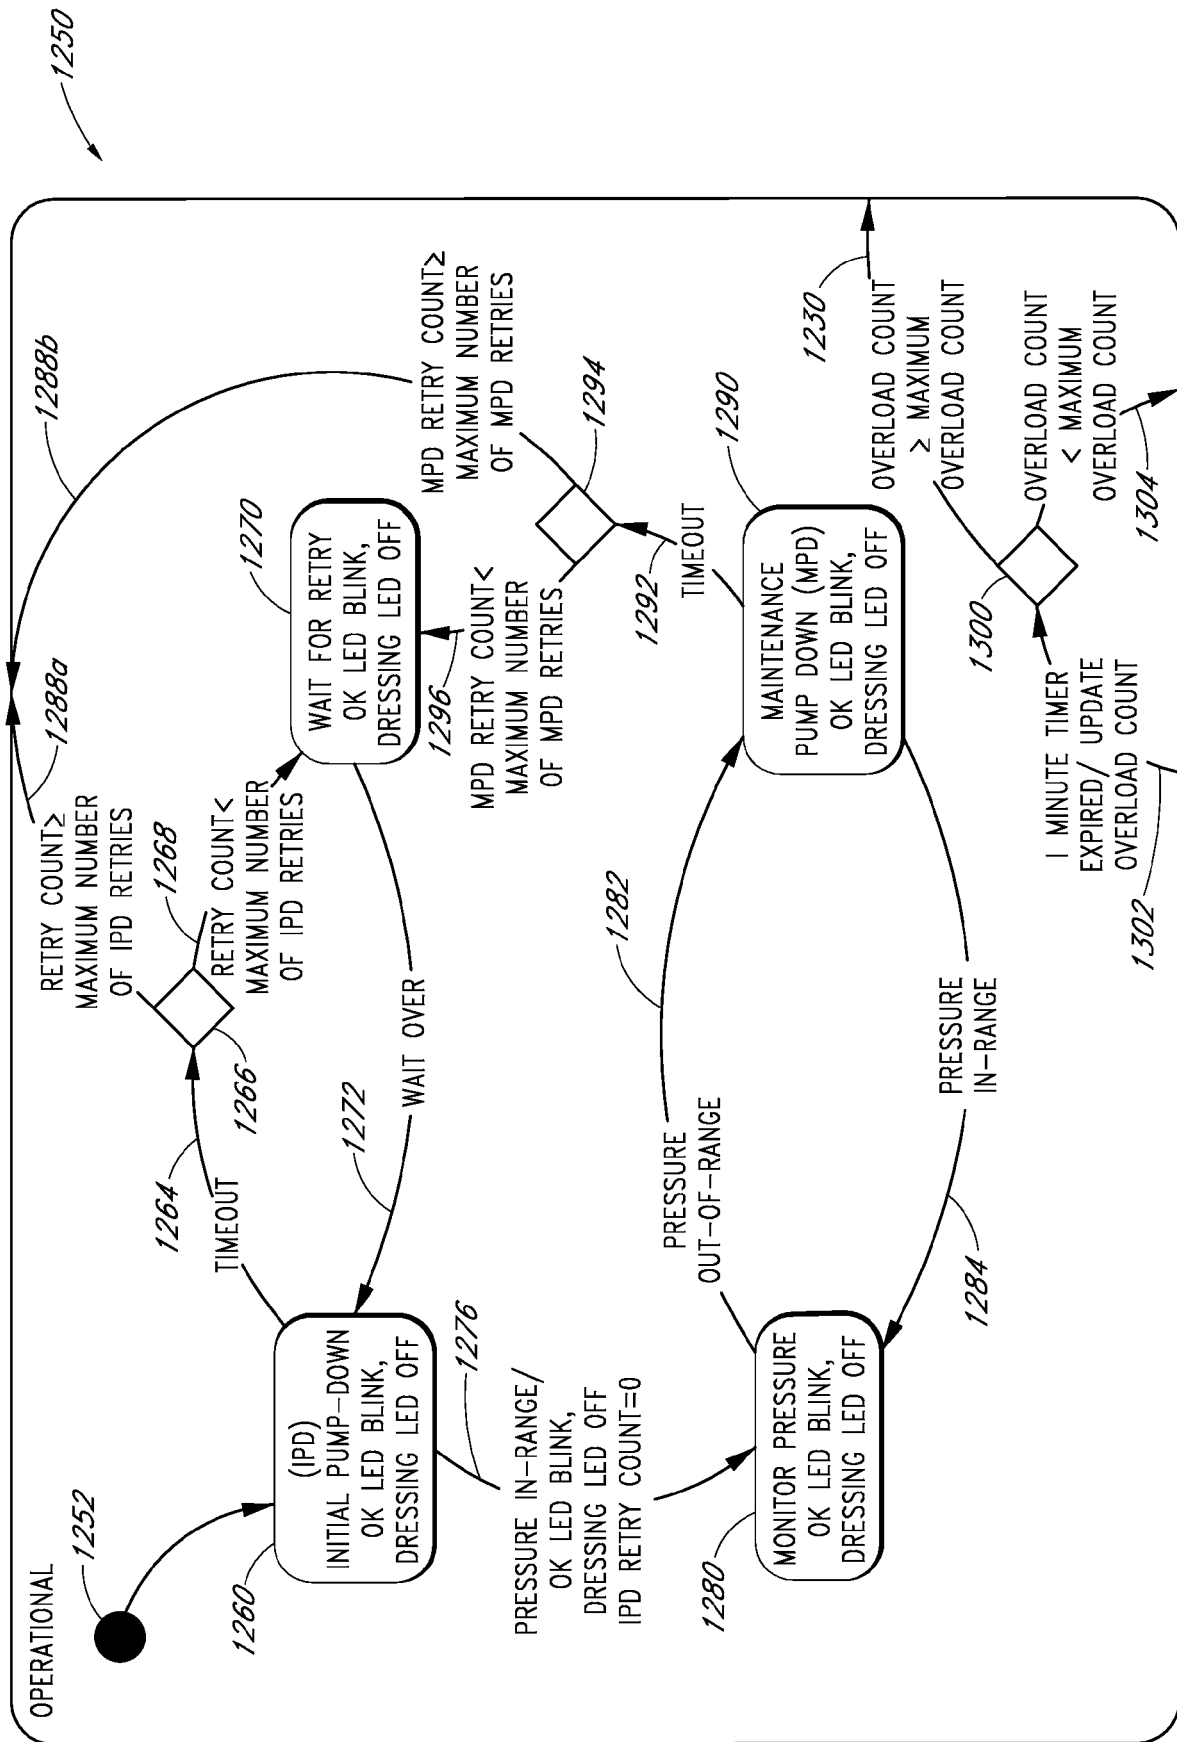 OPERATIONAL
1250
1252
1260
(IPD)
INITIAL PUMP-DOWN
OK LED BLINK,
DRESSING LED OFF
1264
TIMEOUT
1266
1268
RETRY COUNT≥
MAXIMUM NUMBER
OF IPD RETRIES
1288a
1288b
RETRY COUNT<
MAXIMUM NUMBER
OF IPD RETRIES
1270
WAIT FOR RETRY
OK LED BLINK,
DRESSING LED OFF
1272
WAIT OVER
1276
PRESSURE IN-RANGE/
OK LED BLINK,
DRESSING LED OFF
IPD RETRY COUNT=0
1280
MONITOR PRESSURE
OK LED BLINK,
DRESSING LED OFF
1282
PRESSURE
OUT-OF-RANGE
1284
PRESSURE
IN-RANGE
1290
MAINTENANCE
PUMP DOWN (MPD)
OK LED BLINK,
DRESSING LED OFF
1292
TIMEOUT
1294
1296
MPD RETRY COUNT<
MAXIMUM NUMBER
OF MPD RETRIES
MPD RETRY COUNT≥
MAXIMUM NUMBER
OF MPD RETRIES
1230
OVERLOAD COUNT
≥ MAXIMUM
OVERLOAD COUNT
1300
1302
1 MINUTE TIMER
EXPIRED/ UPDATE
OVERLOAD COUNT
OVERLOAD COUNT
< MAXIMUM
OVERLOAD COUNT
1304